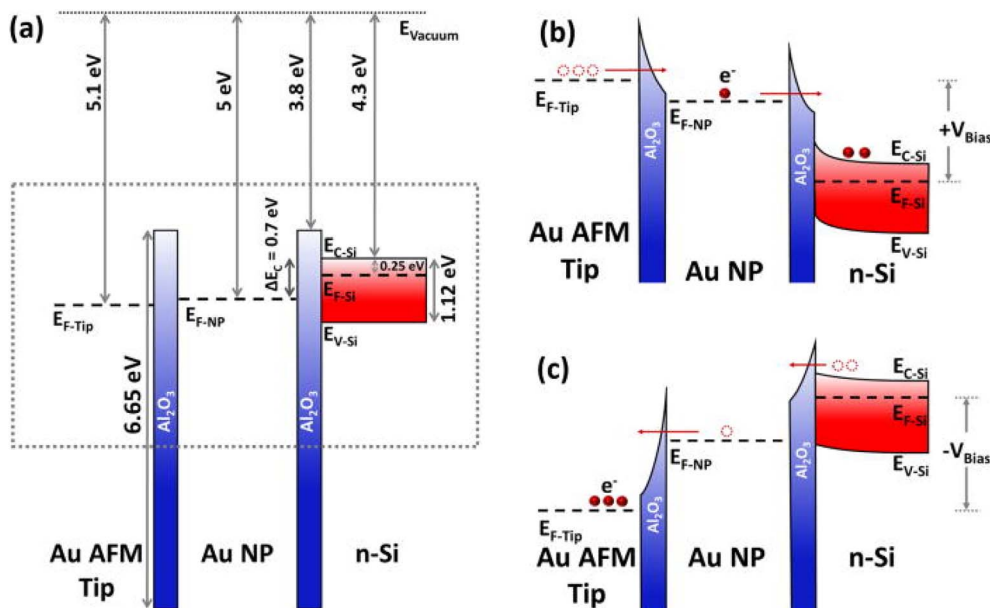 (a)
E_Vacuum
5.1 eV
5 eV
3.8 eV
4.3 eV
ΔE_C = 0.7 eV
E_C-Si
0.25 eV
E_F-Si
1.12 eV
E_F-Tip
E_F-NP
E_V-Si
6.65 eV
Al₂O₃
Al₂O₃
Au AFM
Tip
Au NP
n-Si
(b)
e⁻
E_F-Tip
E_F-NP
Al₂O₃
Al₂O₃
E_C-Si
+V_Bias
E_F-Si
E_V-Si
Au AFM
Tip
Au NP
n-Si
(c)
E_C-Si
E_F-Si
E_F-NP
E_V-Si
-V_Bias
Al₂O₃
e⁻
Al₂O₃
E_F-Tip
Au AFM
Tip
Au NP
n-Si